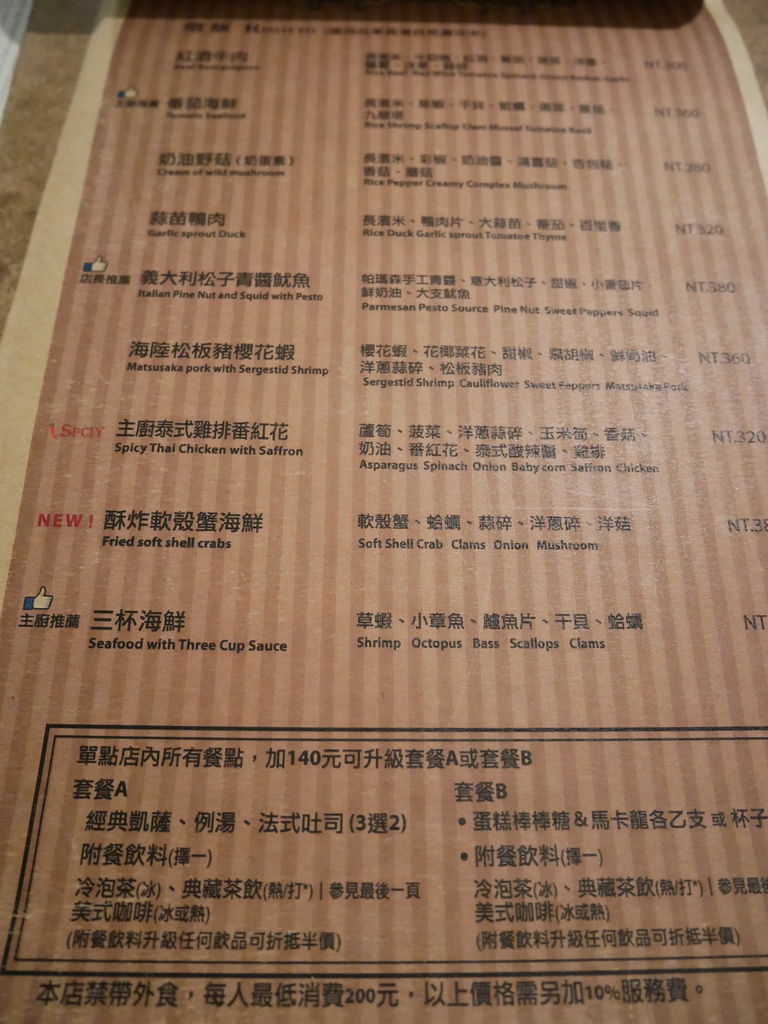 紅酒牛肉
番茄海鮮 NT.360
Tomato Seafood
九層塔
Rice Shrimp Scallop Clam Mussel Tomatoe Basil
奶油野菇(奶蛋素) 長濱米、彩椒、奶油醬、鴻喜菇、杏包菇、 NT.280
Cream of wild mushroom 香菇、蘑菇
Rice Pepper Creamy Complex Mushroom
蒜苗鴨肉 長濱米、鴨肉片、大蒜苗、番茄、百里香 NT.320
Garlic sprout Duck Rice Duck Garlic sprout Tomatoe Thyme
店長推薦 義大利松子青醬魷魚 帕瑪森手工青醬、意大利松子、甜椒、小番茄片、 NT.380
Italian Pine Nut and Squid with Pesto 鮮奶油、大支魷魚
Parmesan Pesto Source Pine Nut Sweet Peppers Squid
海陸松板豬櫻花蝦 櫻花蝦、花椰菜花、甜椒、鼎胡椒、鮮奶油、 NT.360
Matsusaka pork with Sergestid Shrimp 洋蔥蒜碎、松板豬肉
Sergestid Shrimp Cauliflower Sweet Peppers Matsusaka Pork
SPCIY 主廚泰式雞排番紅花 蘆筍、菠菜、洋蔥蒜碎、玉米筍、香菇、 NT.320
Spicy Thai Chicken with Saffron 奶油、番紅花、泰式酸辣醬、雞排
Asparagus Spinach Onion Baby corn Saffron Chicken
NEW! 酥炸軟殼蟹海鮮 軟殼蟹、蛤蠣、蒜碎、洋蔥碎、洋菇 NT.38
Fried soft shell crabs Soft Shell Crab Clams Onion Mushroom
主廚推薦 三杯海鮮 草蝦、小章魚、鱸魚片、干貝、蛤蠣 NT
Seafood with Three Cup Sauce Shrimp Octopus Bass Scallops Clams
單點店內所有餐點，加140元可升級套餐A或套餐B
套餐A 套餐B
經典凱薩、例湯、法式吐司(3選2) •蛋糕棒棒糖＆馬卡龍各乙支 或 杯子
附餐飲料(擇一) •附餐飲料(擇一)
冷泡茶(冰)、典藏茶飲(熱/打*)|參見最後一頁 冷泡茶(冰)、典藏茶飲(熱/打*)|參見最後
美式咖啡(冰或熱) 美式咖啡(冰或熱)
(附餐飲料升級任何飲品可折抵半價) (附餐飲料升級任何飲品可折抵半價)
本店禁帶外食，每人最低消費200元，以上價格需另加10%服務費。